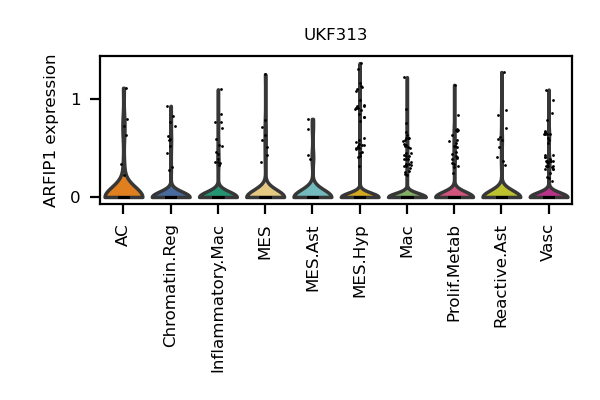 UKF313
ARFIP1 expression
1
0
AC
Chromatin.Reg
Inflammatory.Mac
MES
MES.Ast
MES.Hyp
Mac
Prolif.Metab
Reactive.Ast
Vasc